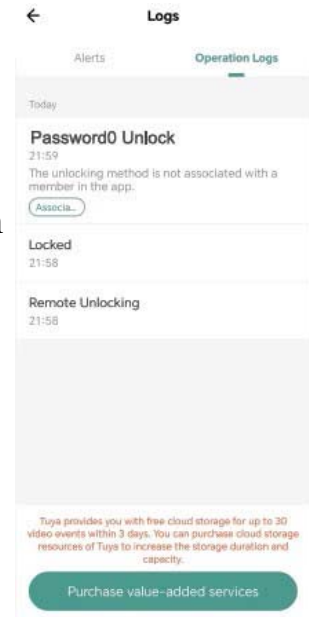 ← Logs
Alerts Operation Logs
Today
Password0 Unlock
21:59
The unlocking method is not associated with a
member in the app.
Associa...
Locked
21:58
Remote Unlocking
21:58
Tuya provides you with free cloud storage for up to 30
video events within 3 days. You can purchase cloud storage
resources of Tuya to increase the storage duration and
capacity.
Purchase value-added services